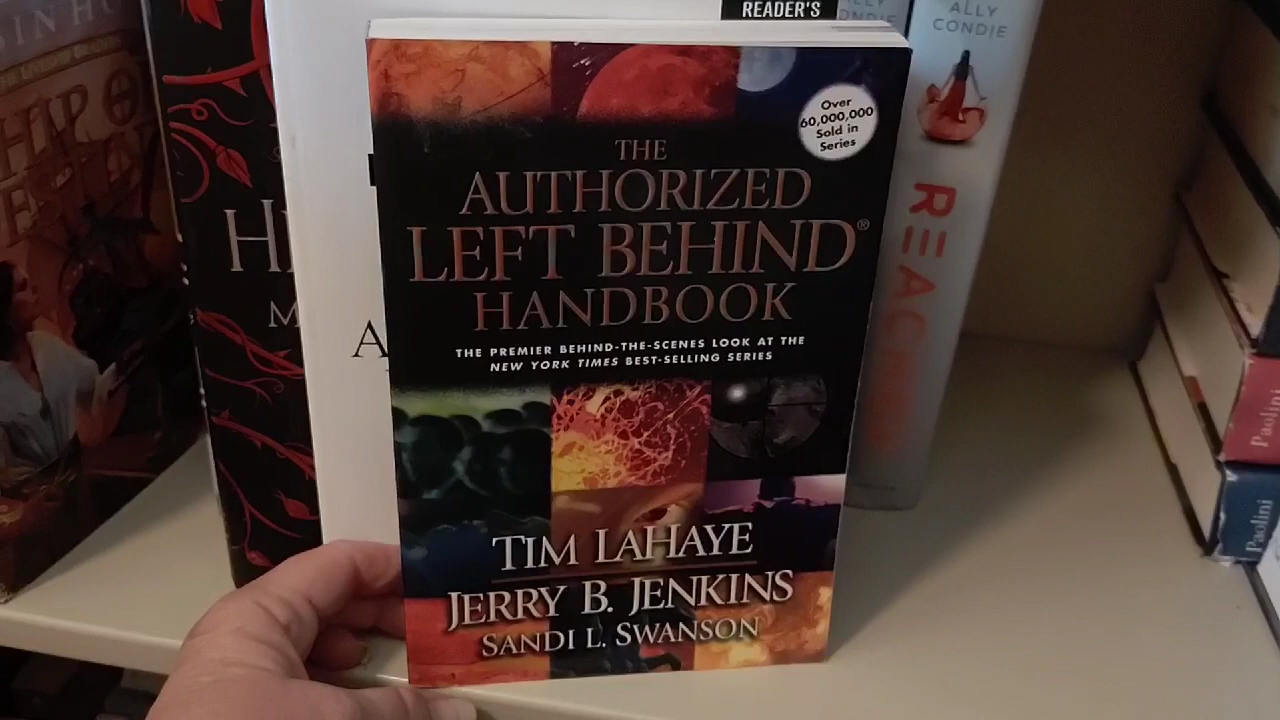 READER'S
ALLY
CONDIE
Over
60,000,000
Sold in
Series
THE
AUTHORIZED
LEFT BEHIND®
HANDBOOK
THE PREMIER BEHIND-THE-SCENES LOOK AT THE
NEW YORK TIMES BEST-SELLING SERIES
TIM LAHAYE
JERRY B. JENKINS
SANDI L. SWANSON
Paolini
Paolini